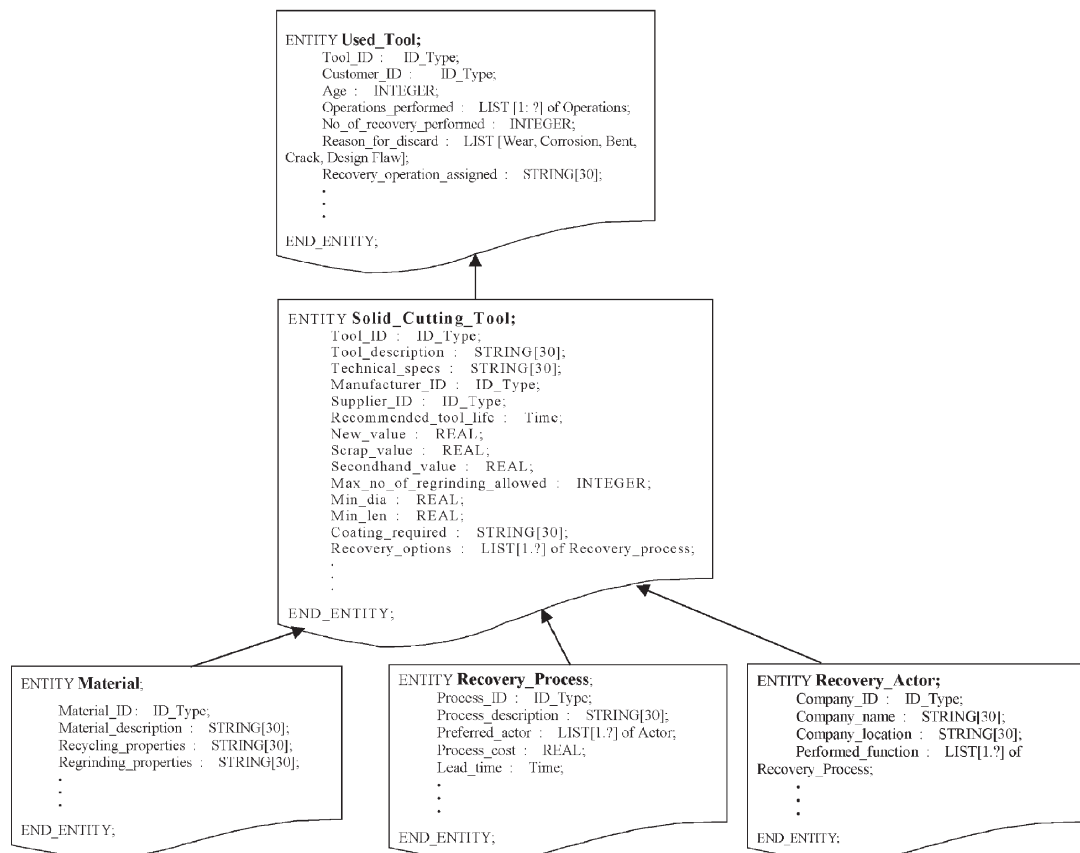 ENTITY Used_Tool;
Tool_ID : ID_Type;
Customer_ID : ID_Type;
Age : INTEGER;
Operations_performed : LIST [1: ?] of Operations;
No_of_recovery_performed : INTEGER;
Reason_for_discard : LIST [Wear, Corrosion, Bent,
Crack, Design Flaw];
Recovery_operation_assigned : STRING[30];
.
.
.
END_ENTITY;
ENTITY Solid_Cutting_Tool;
Tool_ID : ID_Type;
Tool_description : STRING[30];
Technical_specs : STRING[30];
Manufacturer_ID : ID_Type;
Supplier_ID : ID_Type;
Recommended_tool_life : Time;
New_value : REAL;
Scrap_value : REAL;
Secondhand_value : REAL;
Max_no_of_regrinding_allowed : INTEGER;
Min_dia : REAL;
Min_len : REAL;
Coating_required : STRING[30];
Recovery_options : LIST[1.?] of Recovery_process;
.
.
.
END_ENTITY;
ENTITY Material;
Material_ID : ID_Type;
Material_description : STRING[30];
Recycling_properties : STRING[30];
Regrinding_properties : STRING[30];
.
.
.
END_ENTITY;
ENTITY Recovery_Process;
Process_ID : ID_Type;
Process_description : STRING[30];
Preferred_actor : LIST[1.?] of Actor;
Process_cost : REAL;
Lead_time : Time;
.
.
.
END_ENTITY;
ENTITY Recovery_Actor;
Company_ID : ID_Type;
Company_name : STRING[30];
Company_location : STRING[30];
Performed_function : LIST[1.?] of
Recovery_Process;
.
.
.
END_ENTITY;